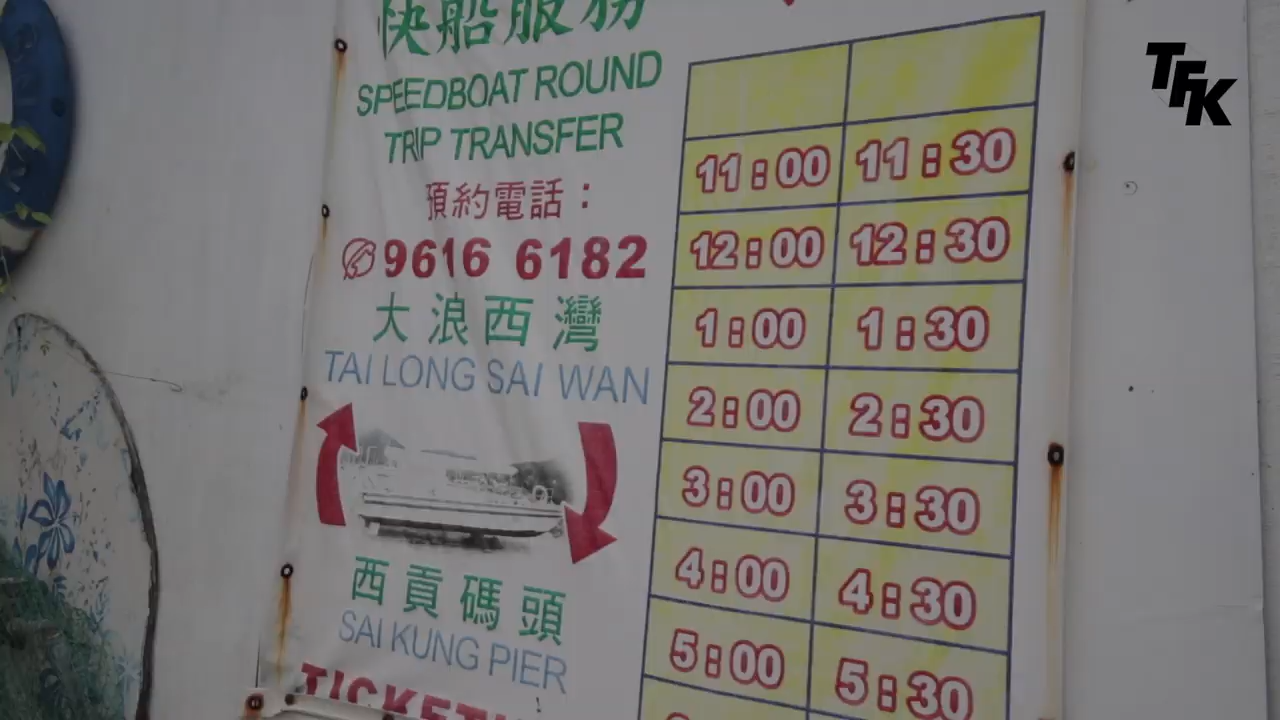 快船服務
SPEEDBOAT ROUND
TRIP TRANSFER
預約電話：
9616 6182
大浪西灣
TAI LONG SAI WAN
西貢碼頭
SAI KUNG PIER
11:00 11:30
12:00 12:30
1:00 1:30
2:00 2:30
3:00 3:30
4:00 4:30
5:00 5:30
TFK